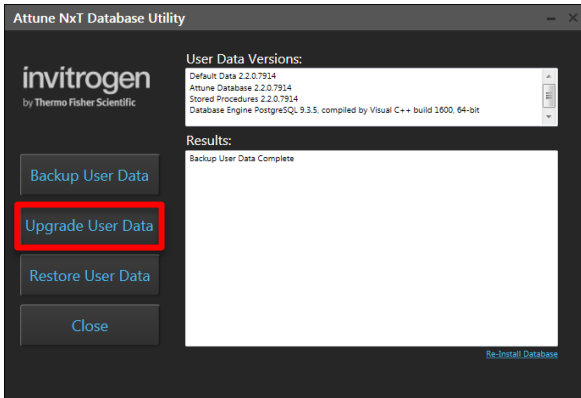 Attune NxT Database Utility
invitrogen
by Thermo Fisher Scientific
User Data Versions:
Default Data 2.2.0.7914
Attune Database 2.2.0.7914
Stored Procedures 2.2.0.7914
Database Engine PostgreSQL 9.3.5, compiled by Visual C++ build 1600, 64-bit
Results:
Backup User Data Complete
Backup User Data
Upgrade User Data
Restore User Data
Close
Re-Install Database